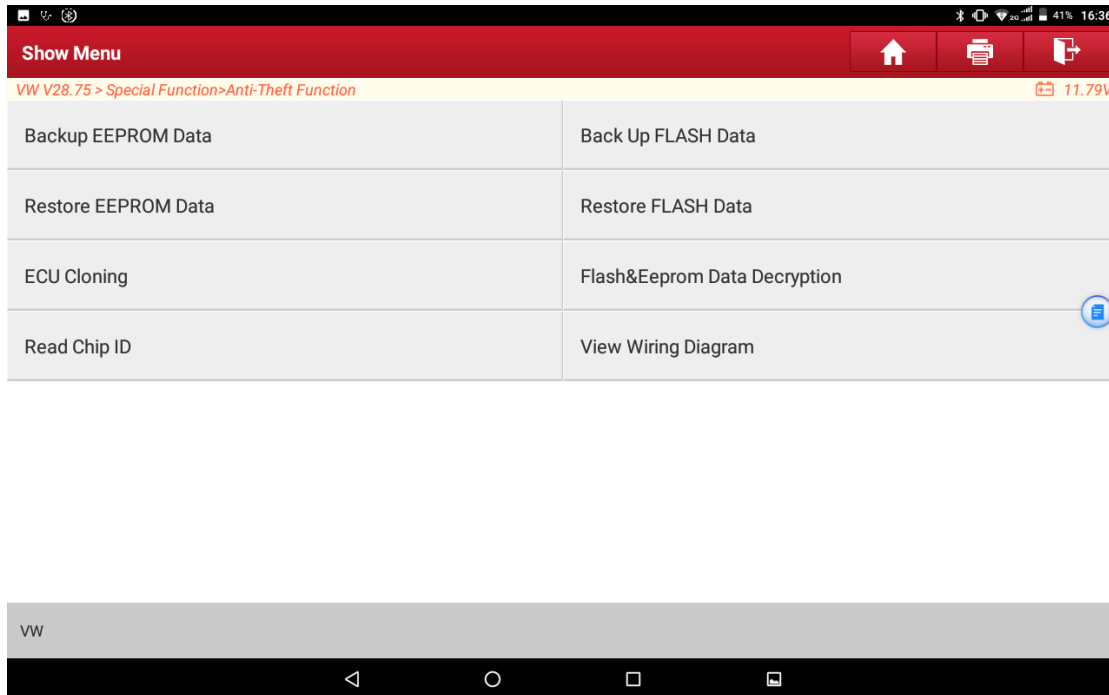 2G 41% 16:36
Show Menu
VW V28.75 > Special Function>Anti-Theft Function 11.79V
Backup EEPROM Data Back Up FLASH Data
Restore EEPROM Data Restore FLASH Data
ECU Cloning Flash&Eeprom Data Decryption
Read Chip ID View Wiring Diagram
VW